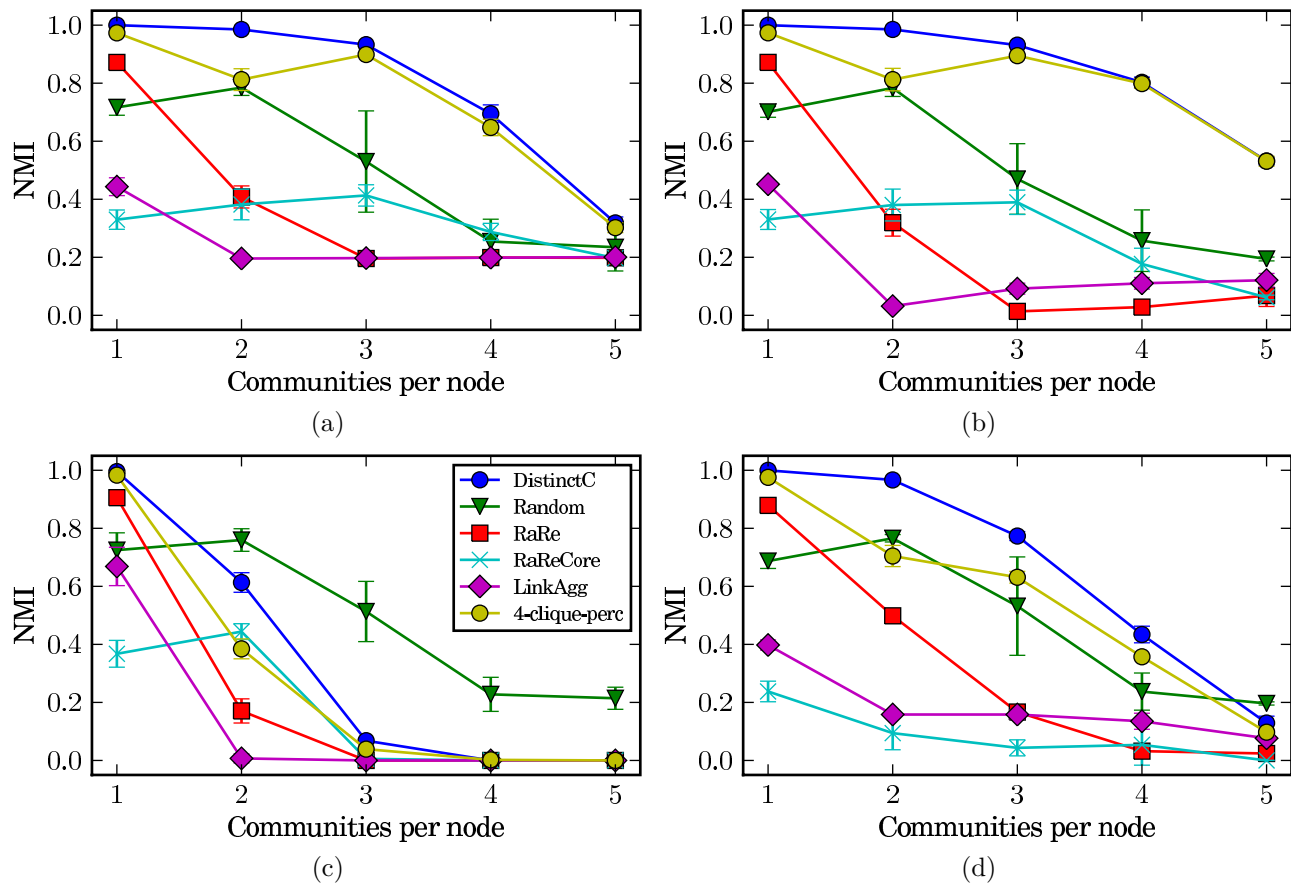 1.0
0.8
0.6
0.4
0.2
0.0
NMI
1 2 3 4 5
Communities per node
(a)
1.0
0.8
0.6
0.4
0.2
0.0
NMI
1 2 3 4 5
Communities per node
(b)
1.0
0.8
0.6
0.4
0.2
0.0
NMI
DistinctC
Random
RaRe
RaReCore
LinkAgg
4-clique-perc
1 2 3 4 5
Communities per node
(c)
1.0
0.8
0.6
0.4
0.2
0.0
NMI
1 2 3 4 5
Communities per node
(d)